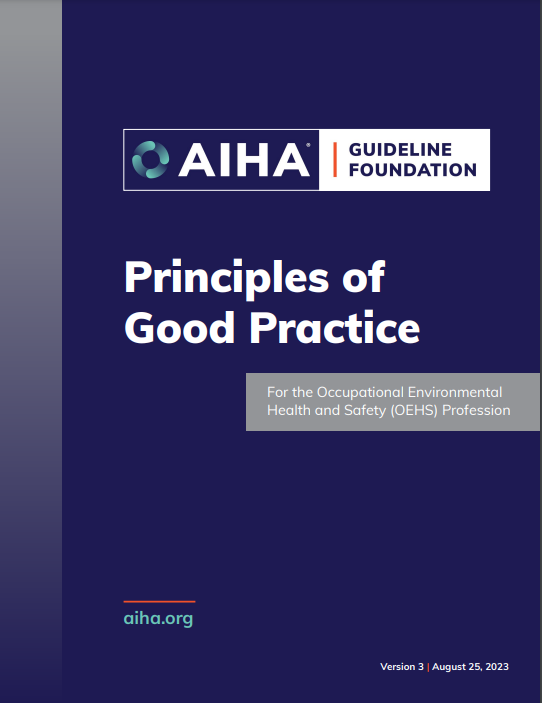 AIHA® | GUIDELINE
FOUNDATION
Principles of
Good Practice
For the Occupational Environmental
Health and Safety (OEHS) Profession
aiha.org
Version 3 | August 25, 2023